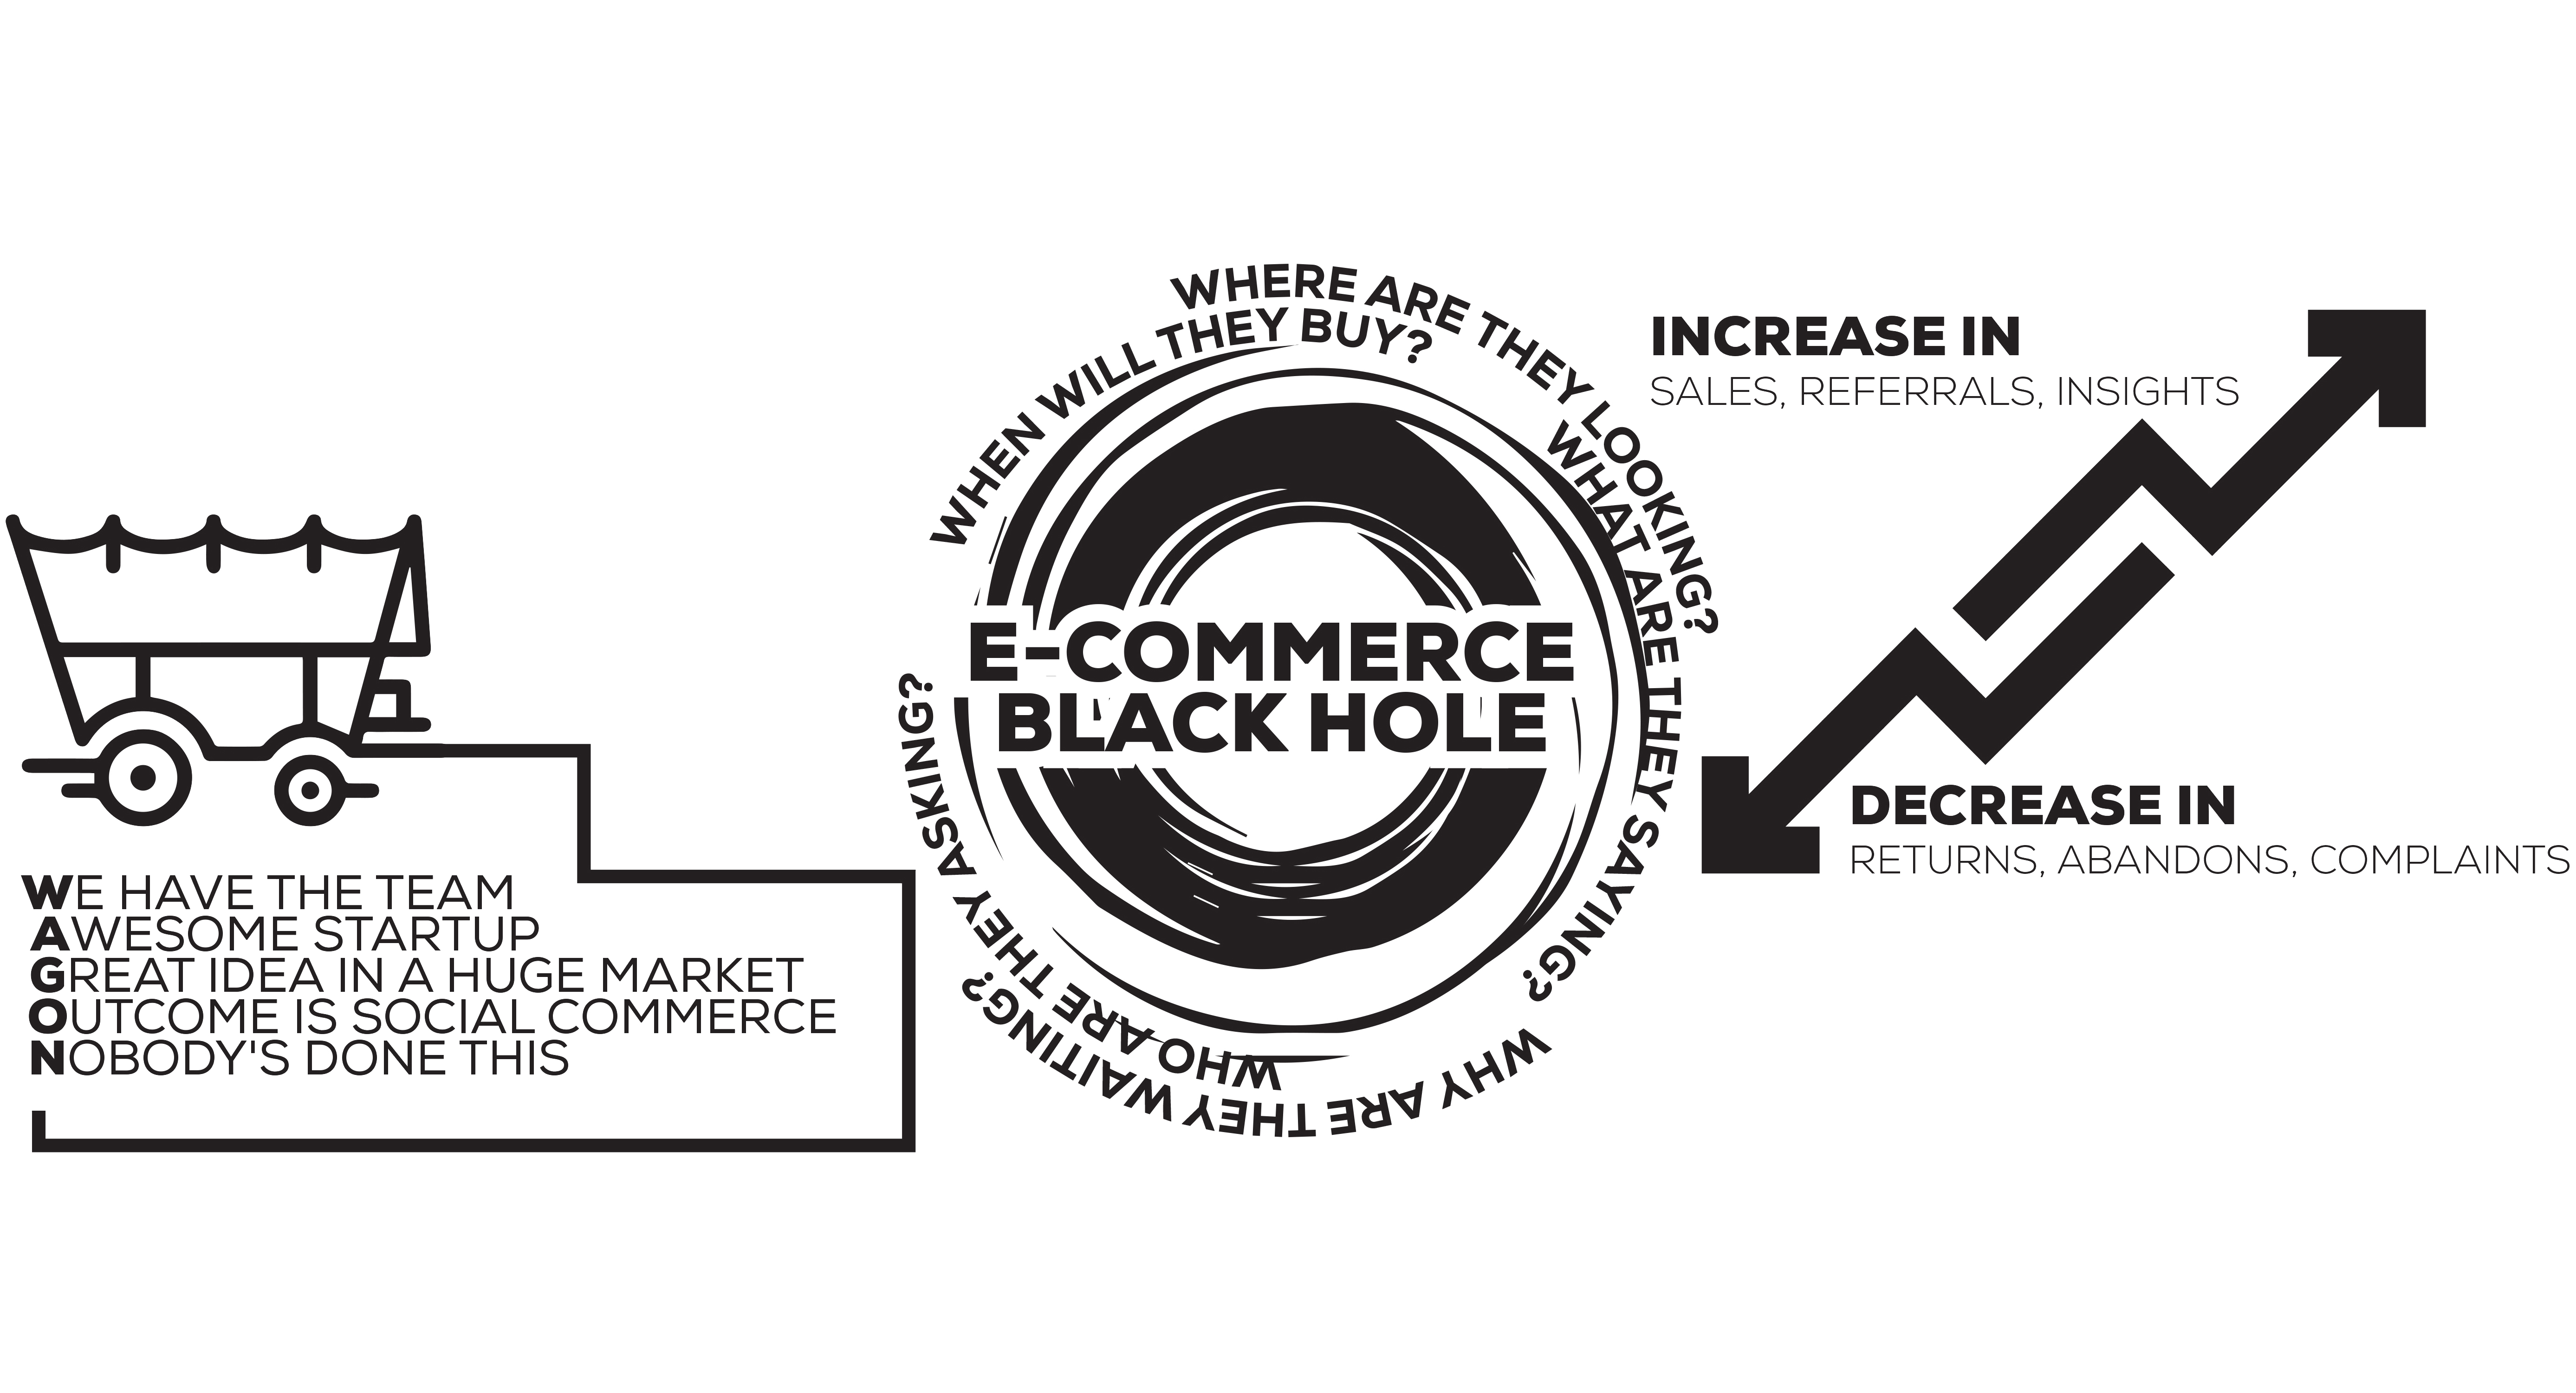 WE HAVE THE TEAM
AWESOME STARTUP
GREAT IDEA IN A HUGE MARKET
OUTCOME IS SOCIAL COMMERCE
NOBODY'S DONE THIS
WHERE ARE THEY LOOKING?
WHEN WILL THEY BUY?
WHAT ARE THEY SAYING?
E-COMMERCE
BLACK HOLE
WHO ARE THEY ASKING?
WHY ARE THEY WAITING?
INCREASE IN
SALES, REFERRALS, INSIGHTS
DECREASE IN
RETURNS, ABANDONS, COMPLAINTS